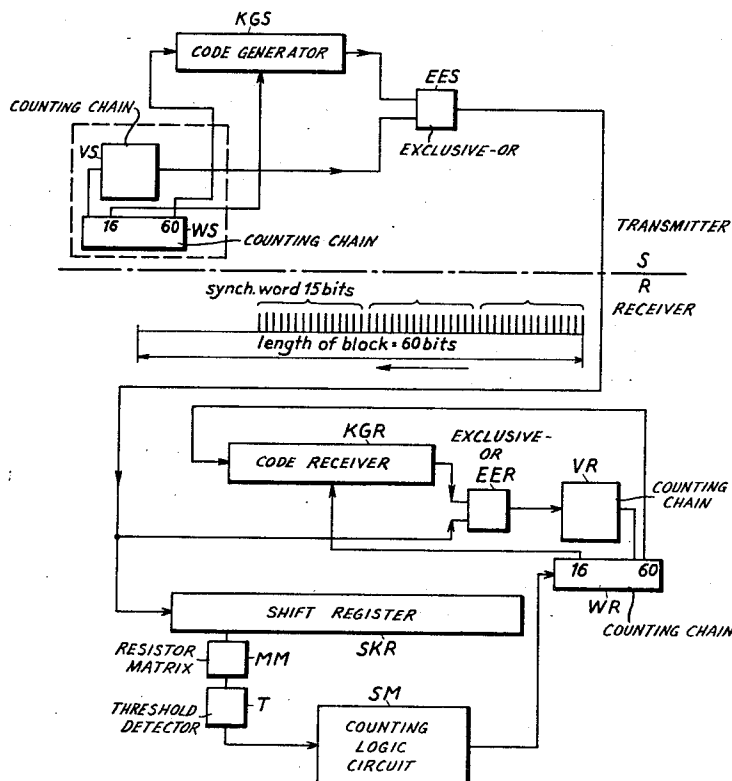 KGS
CODE GENERATOR
EES
EXCLUSIVE-OR
COUNTING CHAIN
VS
16 60
WS
COUNTING CHAIN
TRANSMITTER
S
R
RECEIVER
synch. word 15 bits
length of block = 60 bits
KGR
CODE RECEIVER
EXCLUSIVE-
OR
EER
VR
COUNTING
CHAIN
16 60
WR
COUNTING CHAIN
SHIFT REGISTER
SKR
RESISTOR
MATRIX
MM
THRESHOLD
DETECTOR
T
SM
COUNTING
LOGIC
CIRCUIT